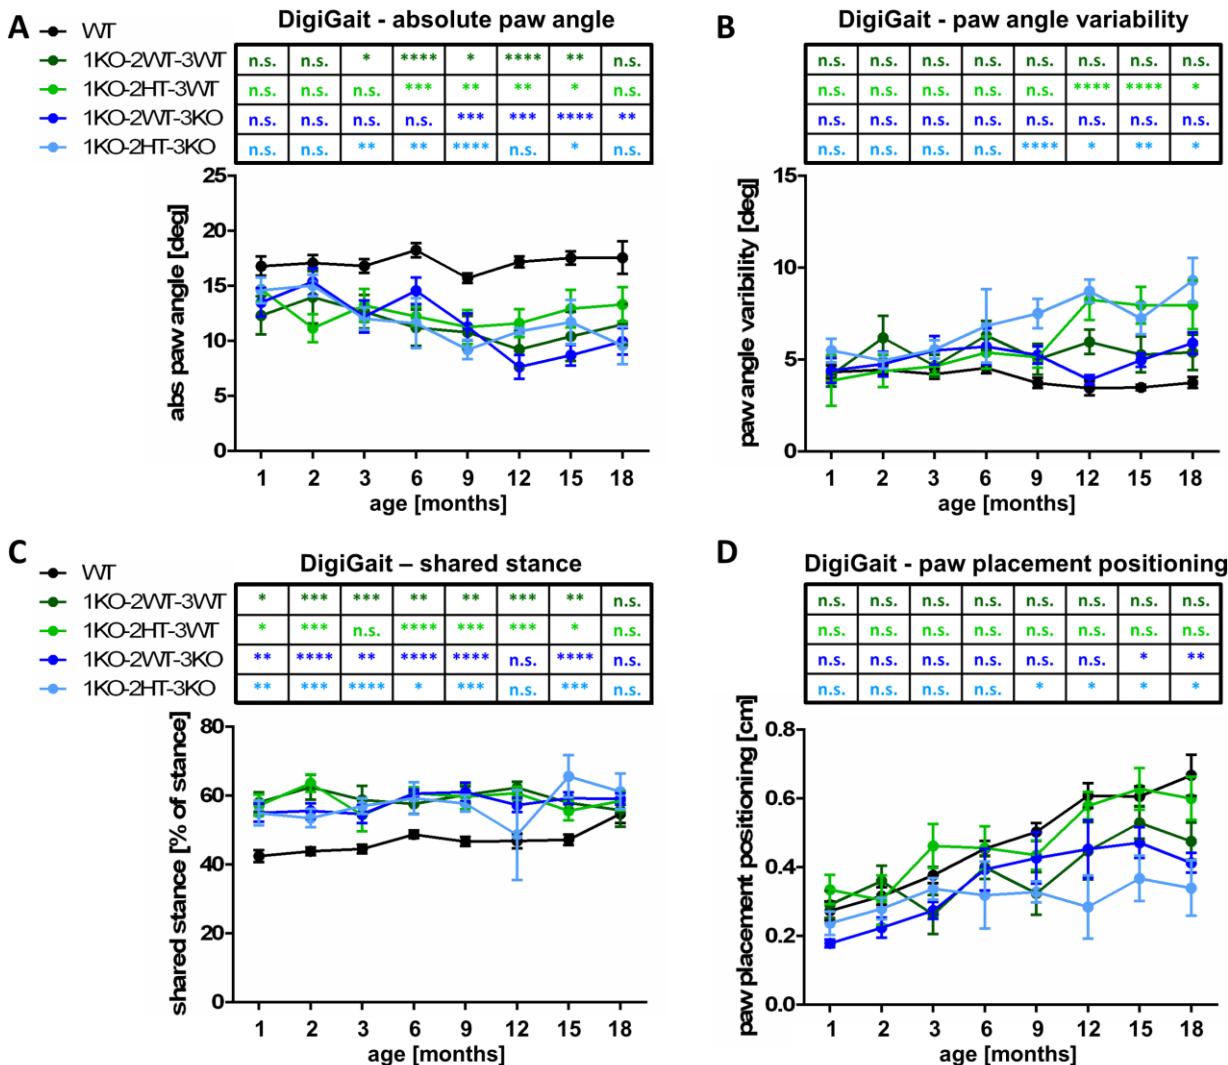 A
WT
1KO-2WT-3WT
1KO-2HT-3WT
1KO-2WT-3KO
1KO-2HT-3KO
DigiGait - absolute paw angle
n.s. n.s. * **** * **** ** n.s.
n.s. n.s. n.s. *** ** ** * n.s.
n.s. n.s. n.s. n.s. *** *** **** **
n.s. n.s. ** ** **** n.s. * n.s.
abs paw angle [deg]
25
20
15
10
5
0
1 2 3 6 9 12 15 18
age [months]
B
DigiGait - paw angle variability
n.s. n.s. n.s. n.s. n.s. n.s. n.s. n.s.
n.s. n.s. n.s. n.s. n.s. **** **** *
n.s. n.s. n.s. n.s. n.s. n.s. n.s. n.s.
n.s. n.s. n.s. n.s. **** * ** *
paw angle varibility [deg]
15
10
5
0
1 2 3 6 9 12 15 18
age [months]
C
WT
1KO-2WT-3WT
1KO-2HT-3WT
1KO-2WT-3KO
1KO-2HT-3KO
DigiGait – shared stance
* *** *** ** ** *** ** n.s.
* *** n.s. **** *** *** * n.s.
** **** ** **** **** n.s. **** n.s.
** *** **** * *** n.s. *** n.s.
shared stance [% of stance]
80
60
40
20
0
1 2 3 6 9 12 15 18
age [months]
D
DigiGait - paw placement positioning
n.s. n.s. n.s. n.s. n.s. n.s. n.s. n.s.
n.s. n.s. n.s. n.s. n.s. n.s. n.s. n.s.
n.s. n.s. n.s. n.s. n.s. n.s. * **
n.s. n.s. n.s. n.s. * * * *
paw placement positioning [cm]
0.8
0.6
0.4
0.2
0.0
1 2 3 6 9 12 15 18
age [months]